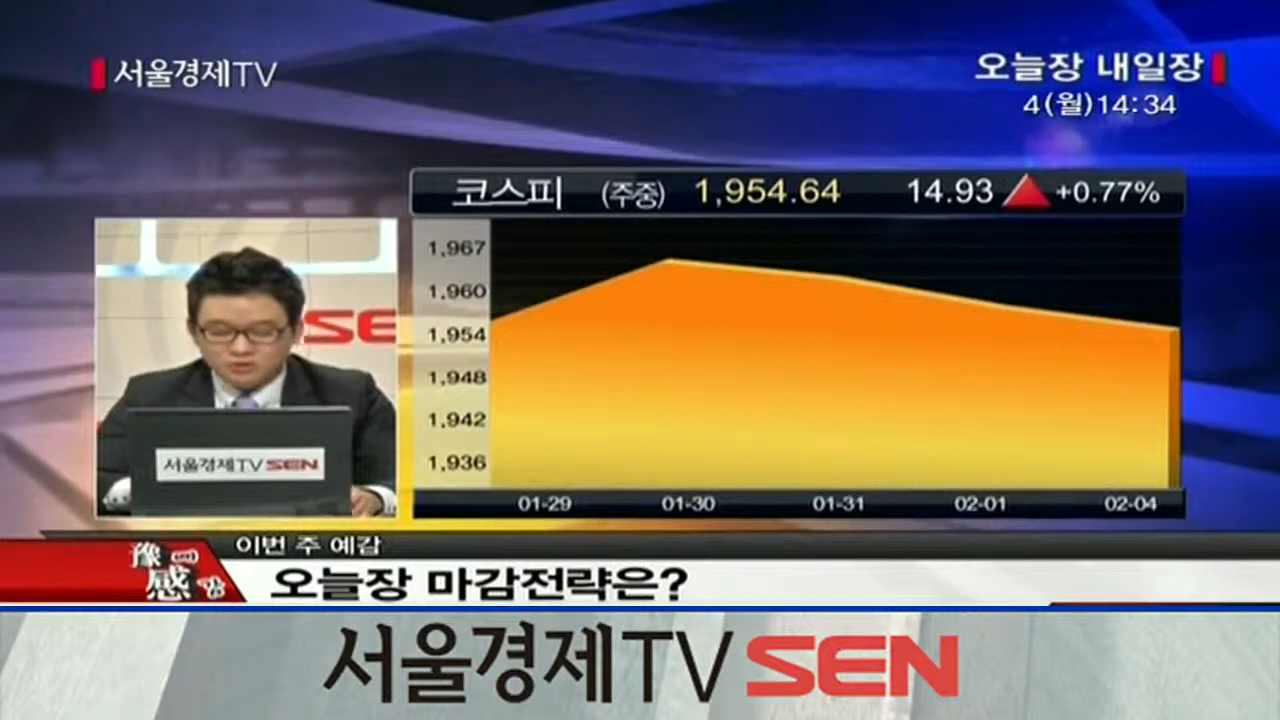 서울경제TV
오늘장 내일장
4(월)14:34
코스피 (주중) 1,954.64 14.93 ▲ +0.77%
1,967
1,960
1,954
1,948
1,942
1,936
01-29 01-30 01-31 02-01 02-04
SE
서울경제TV SEN
이번 주 예감
豫감
感
오늘장 마감전략은?
서울경제TV SEN